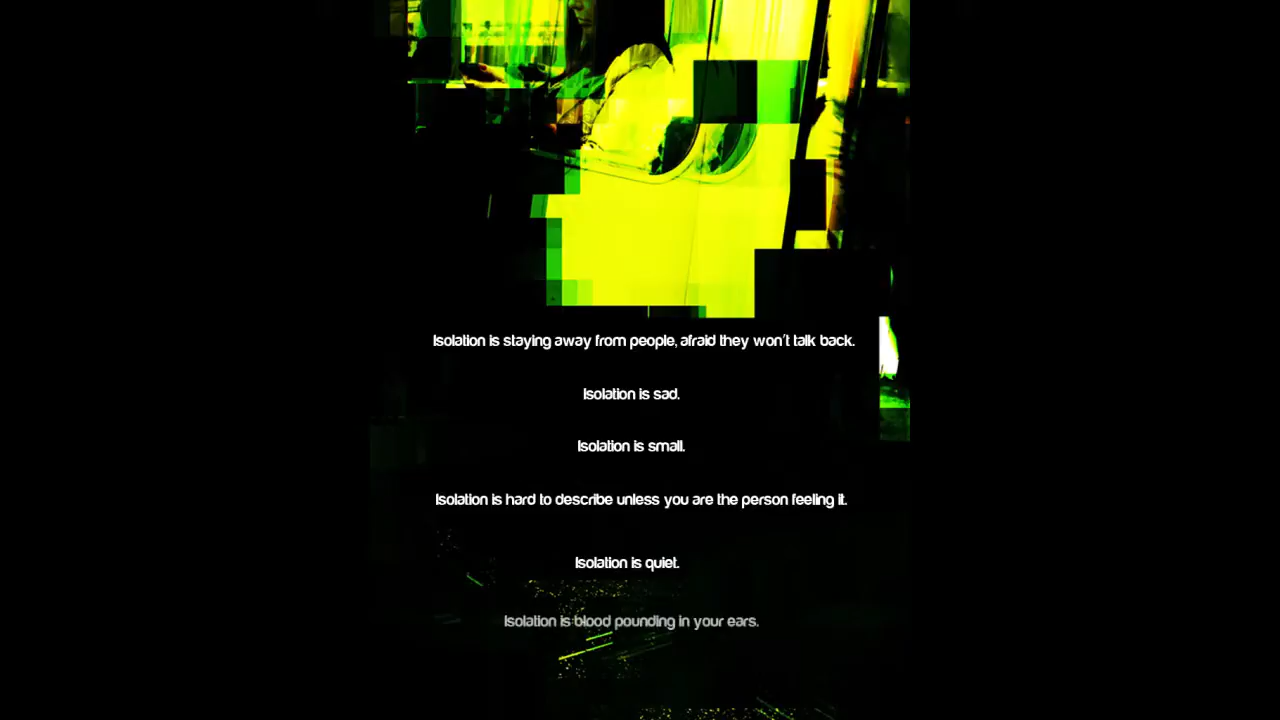 Isolation is staying away from people, afraid they won't talk back.
Isolation is sad.
Isolation is small.
Isolation is hard to describe unless you are the person feeling it.
Isolation is quiet.
Isolation is blood pounding in your ears.